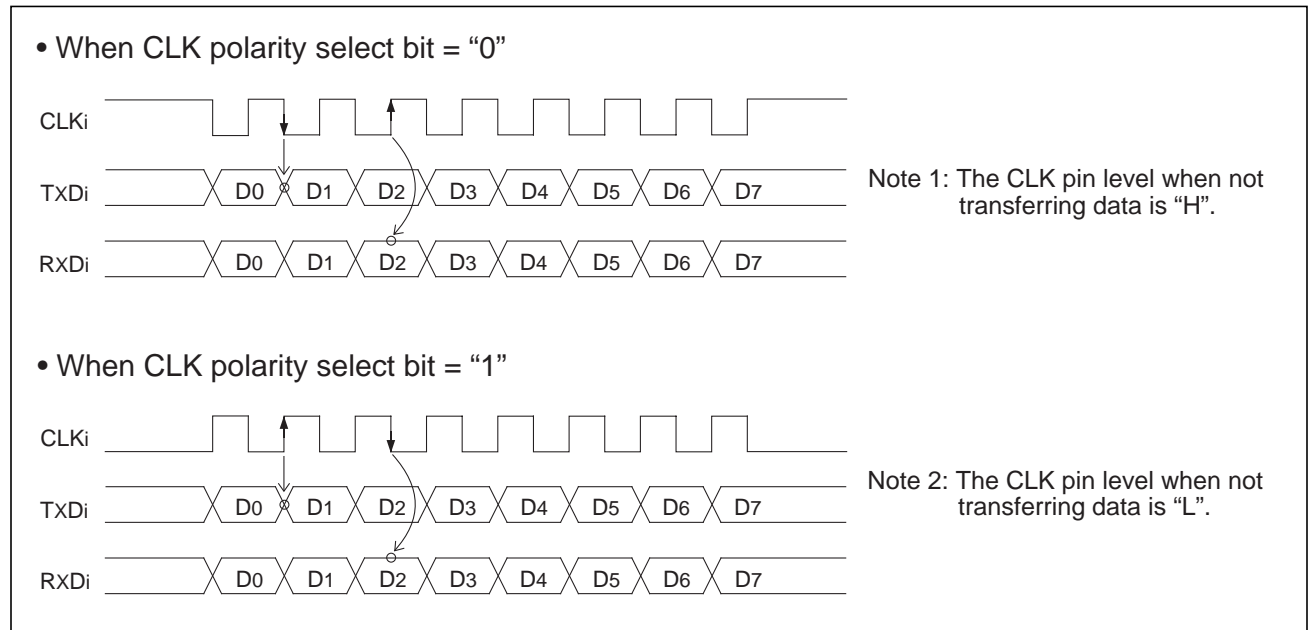 • When CLK polarity select bit = “0”
CLKi
TXDi D0 D1 D2 D3 D4 D5 D6 D7
RXDi D0 D1 D2 D3 D4 D5 D6 D7
Note 1: The CLK pin level when not
transferring data is “H”.
• When CLK polarity select bit = “1”
CLKi
TXDi D0 D1 D2 D3 D4 D5 D6 D7
RXDi D0 D1 D2 D3 D4 D5 D6 D7
Note 2: The CLK pin level when not
transferring data is “L”.